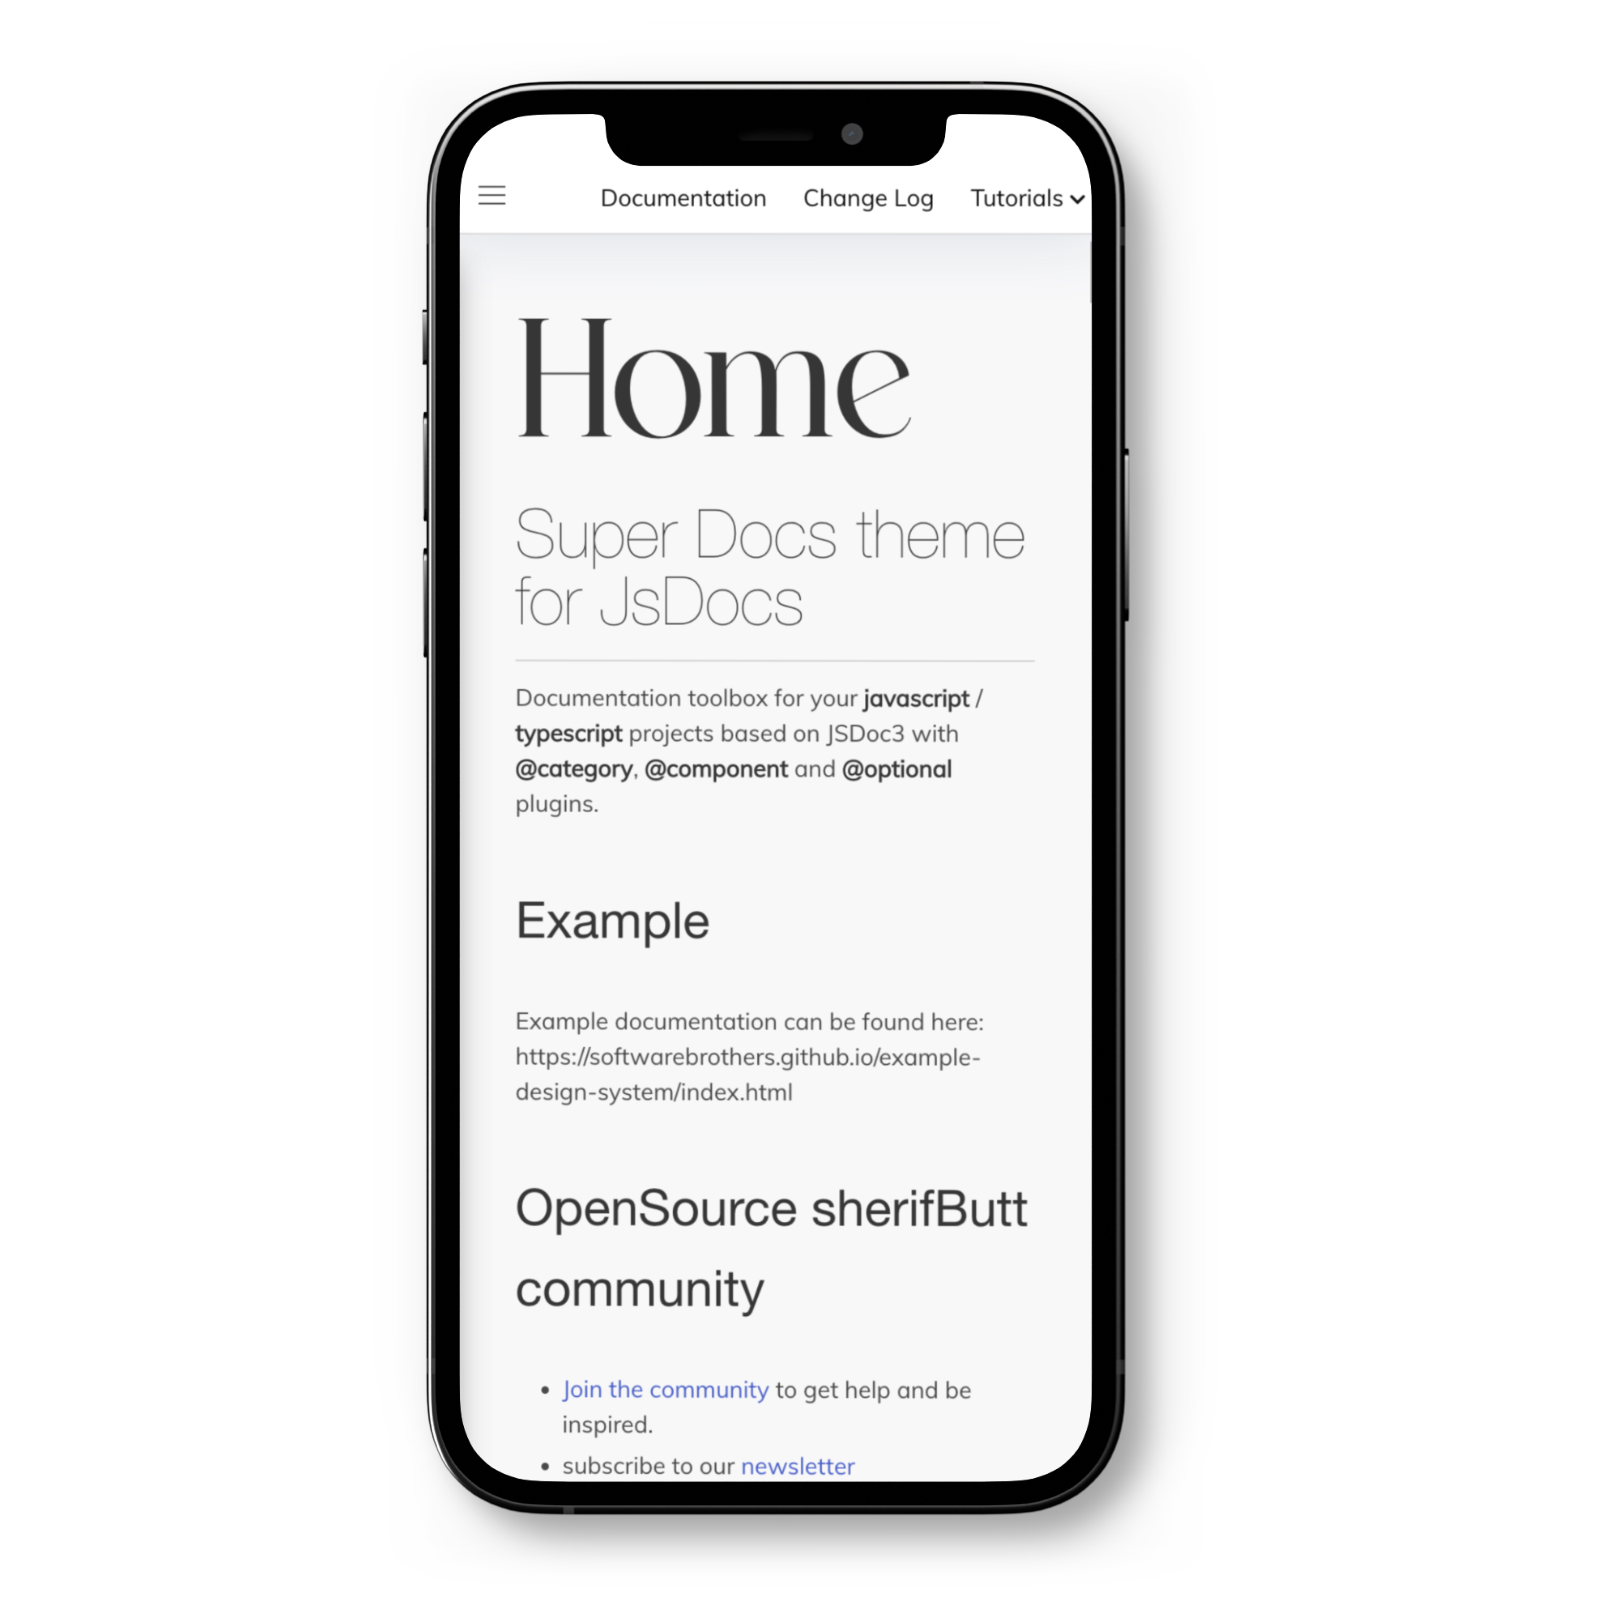 Documentation Change Log Tutorials
Home
Super Docs theme
for JsDocs
Documentation toolbox for your javascript /
typescript projects based on JSDoc3 with
@category, @component and @optional
plugins.
Example
Example documentation can be found here:
https://softwarebrothers.github.io/example-
design-system/index.html
OpenSource sherifButt
community
• Join the community to get help and be
inspired.
• subscribe to our newsletter